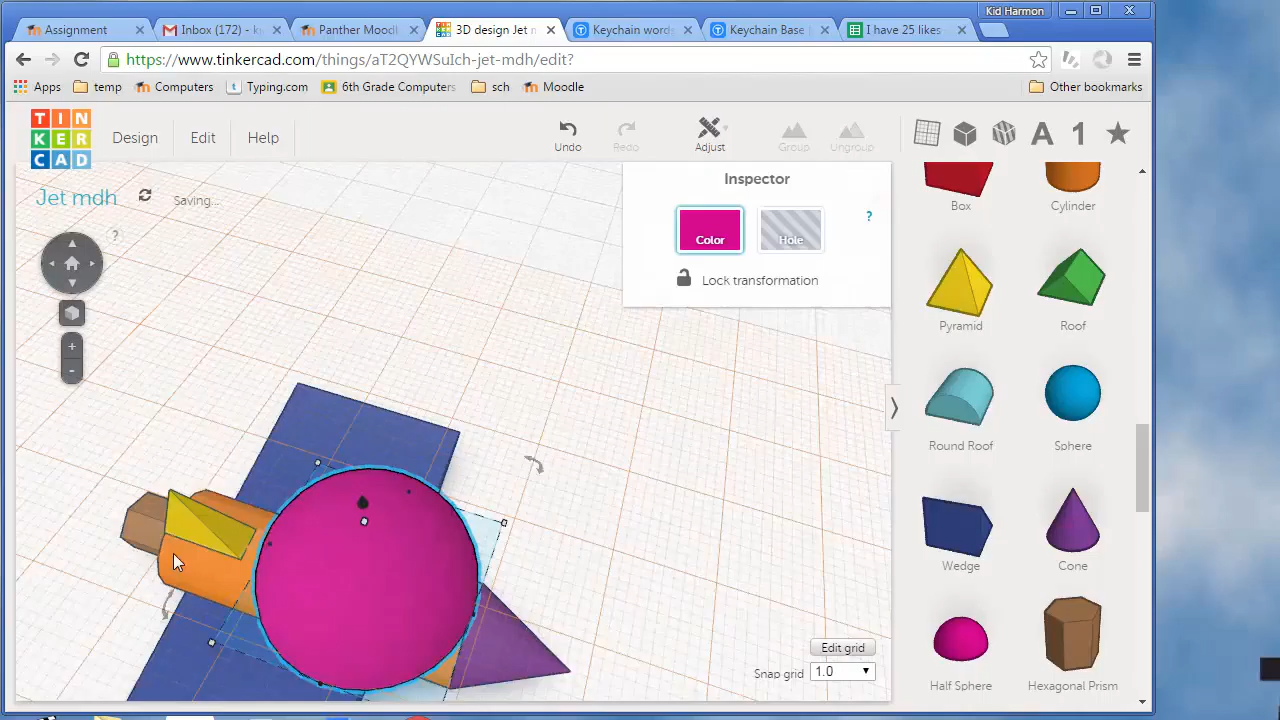 Kid Harmon
Assignment
Inbox (172) -
Panther Moodl
3D design Jet
Keychain word
Keychain Base
I have 25 likes
https://www.tinkercad.com/things/aT2QYWSuIch-jet-mdh/edit?
Apps
temp
Computers
Typing.com
6th Grade Computers
sch
Moodle
Other bookmarks
TIN
KER
CAD
Design
Edit
Help
Undo
Redo
Adjust
Group
Ungroup
A
1
Jet mdh
Saving...
?
+
-
Inspector
Color
Hole
?
Lock transformation
Box
Cylinder
Pyramid
Roof
Round Roof
Sphere
Wedge
Cone
Half Sphere
Hexagonal Prism
Edit grid
Snap grid
1.0